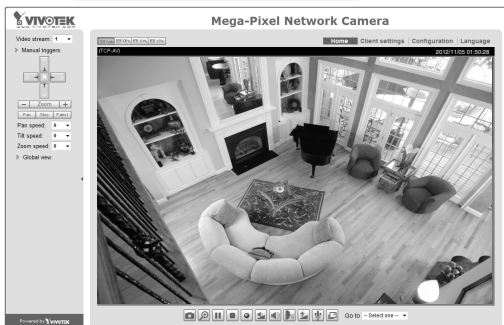 VIVOTEK
Mega-Pixel Network Camera
Video stream: 1
Manual triggers:
Zoom
Pan Stop Patrol
Pan speed: 0
Tilt speed: 0
Zoom speed: 0
Global view:
Home Client settings Configuration Language
(TCP-AV)
2012/11/05 01:50:28
Go to -- Select one --
Powered by VIVOTEK